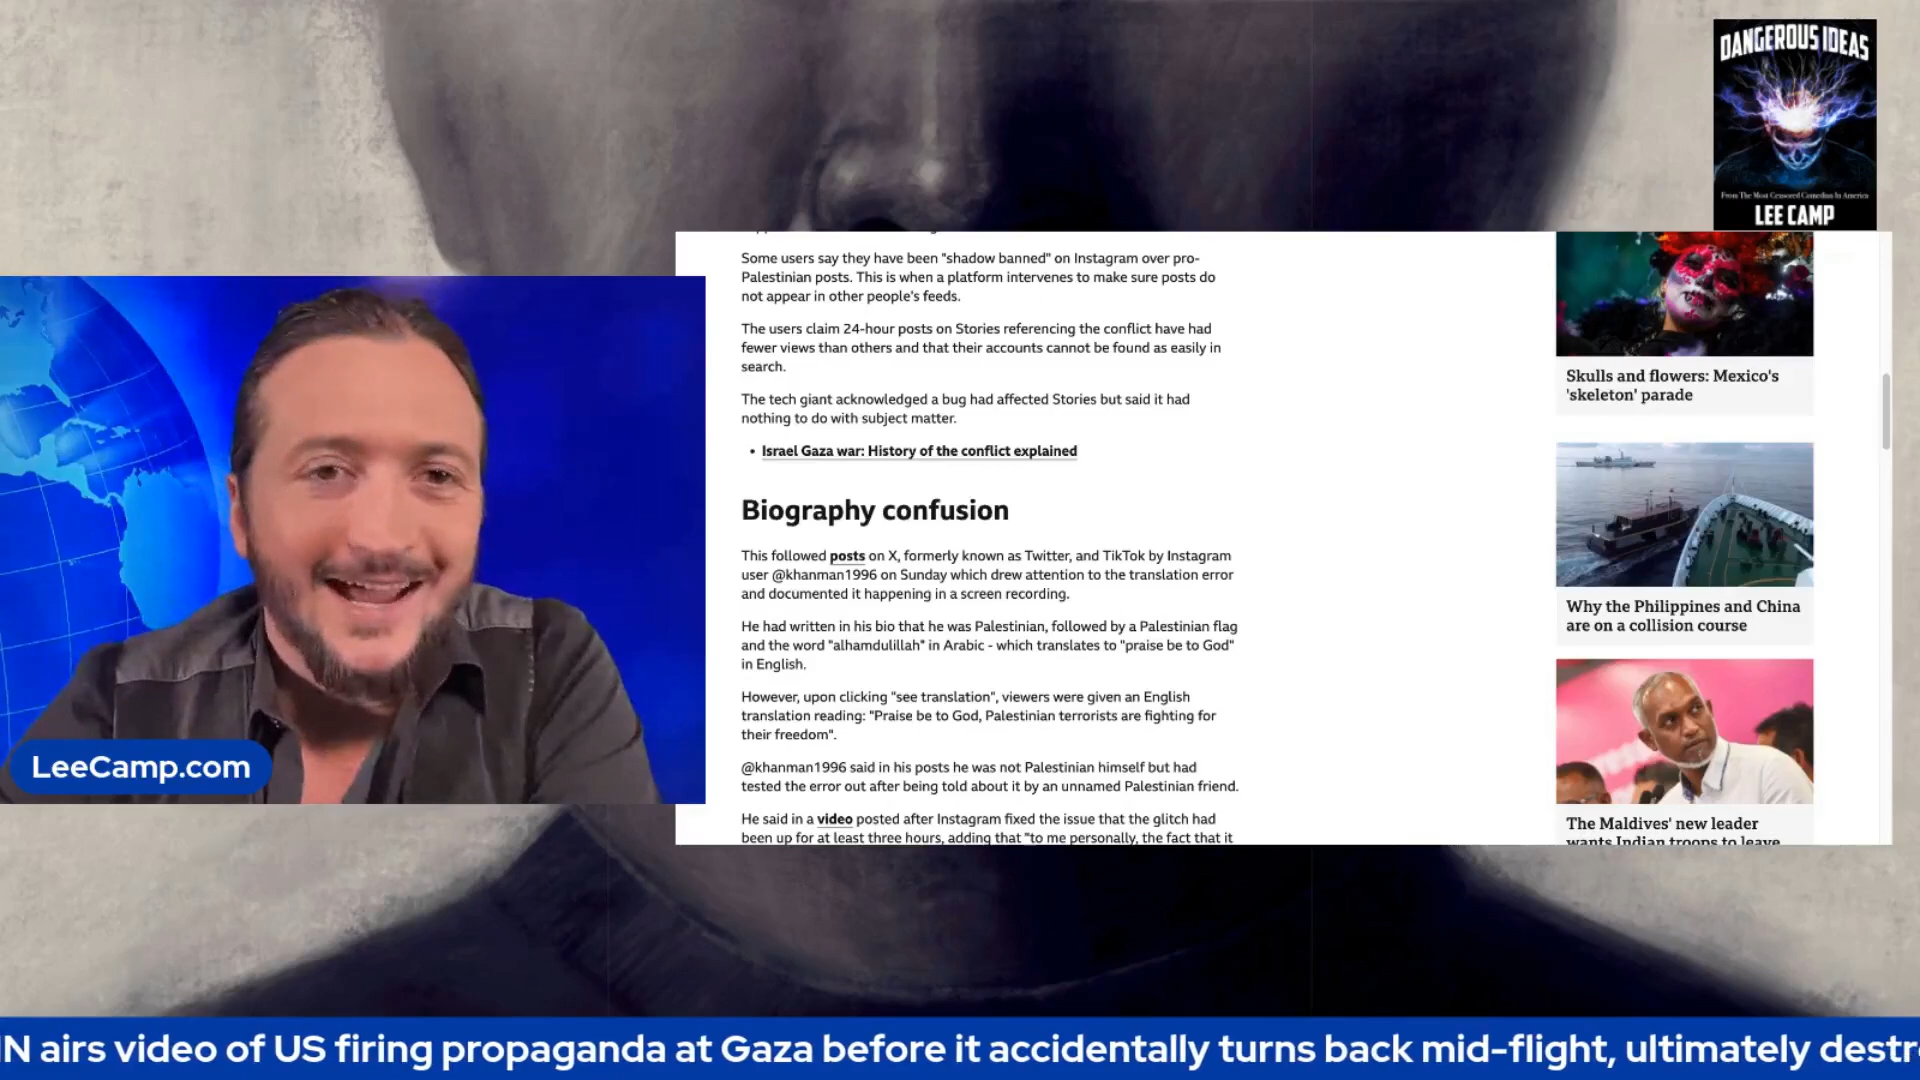 DANGEROUS IDEAS
From The Most Censored Comedian In America
LEE CAMP
Some users say they have been "shadow banned" on Instagram over pro-
Palestinian posts. This is when a platform intervenes to make sure posts do
not appear in other people's feeds.
The users claim 24-hour posts on Stories referencing the conflict have had
fewer views than others and that their accounts cannot be found as easily in
search.
The tech giant acknowledged a bug had affected Stories but said it had
nothing to do with subject matter.
• Israel Gaza war: History of the conflict explained
Biography confusion
This followed posts on X, formerly known as Twitter, and TikTok by Instagram
user @khanman1996 on Sunday which drew attention to the translation error
and documented it happening in a screen recording.
He had written in his bio that he was Palestinian, followed by a Palestinian flag
and the word "alhamdulillah" in Arabic - which translates to "praise be to God"
in English.
However, upon clicking "see translation", viewers were given an English
translation reading: "Praise be to God, Palestinian terrorists are fighting for
their freedom".
@khanman1996 said in his posts he was not Palestinian himself but had
tested the error out after being told about it by an unnamed Palestinian friend.
He said in a video posted after Instagram fixed the issue that the glitch had
been up for at least three hours, adding that "to me personally, the fact that it
Skulls and flowers: Mexico's
'skeleton' parade
Why the Philippines and China
are on a collision course
The Maldives' new leader
wants Indian troops to leave
LeeCamp.com
IN airs video of US firing propaganda at Gaza before it accidentally turns back mid-flight, ultimately destr